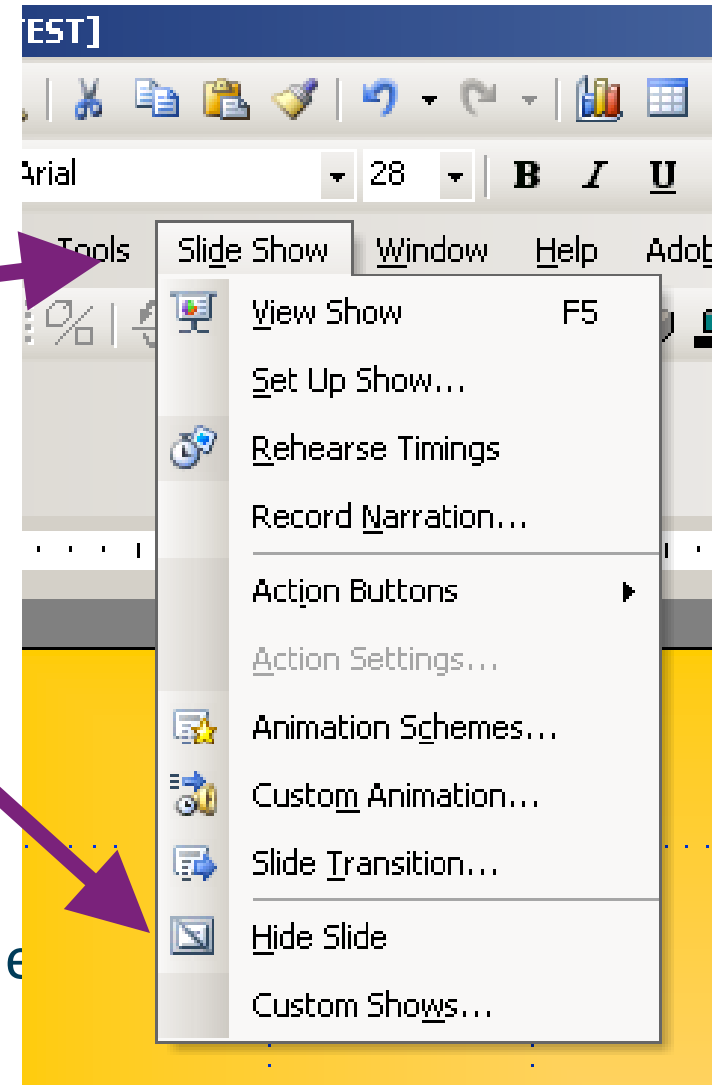 EST]
Arial 28 B I U
Tools Slide Show Window Help Adob
View Show F5
Set Up Show...
Rehearse Timings
Record Narration...
Action Buttons
Action Settings...
Animation Schemes...
Custom Animation...
Slide Transition...
Hide Slide
e
Custom Shows...